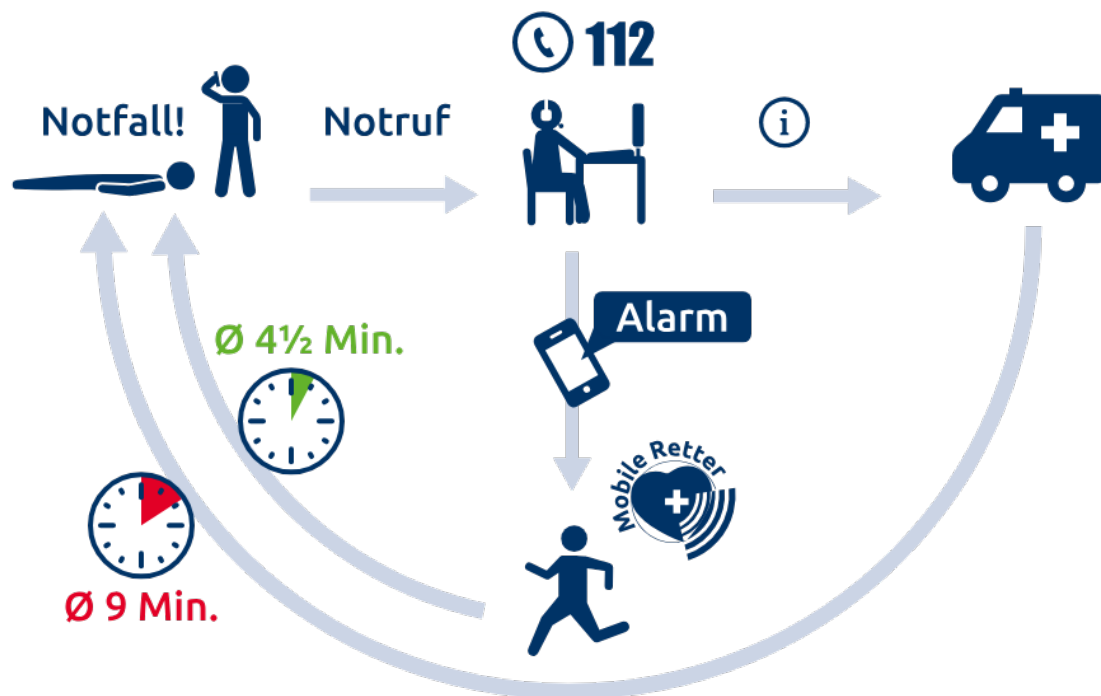 112
Notfall!
Notruf
i
Alarm
Ø 4½ Min.
Mobile Retter
Ø 9 Min.